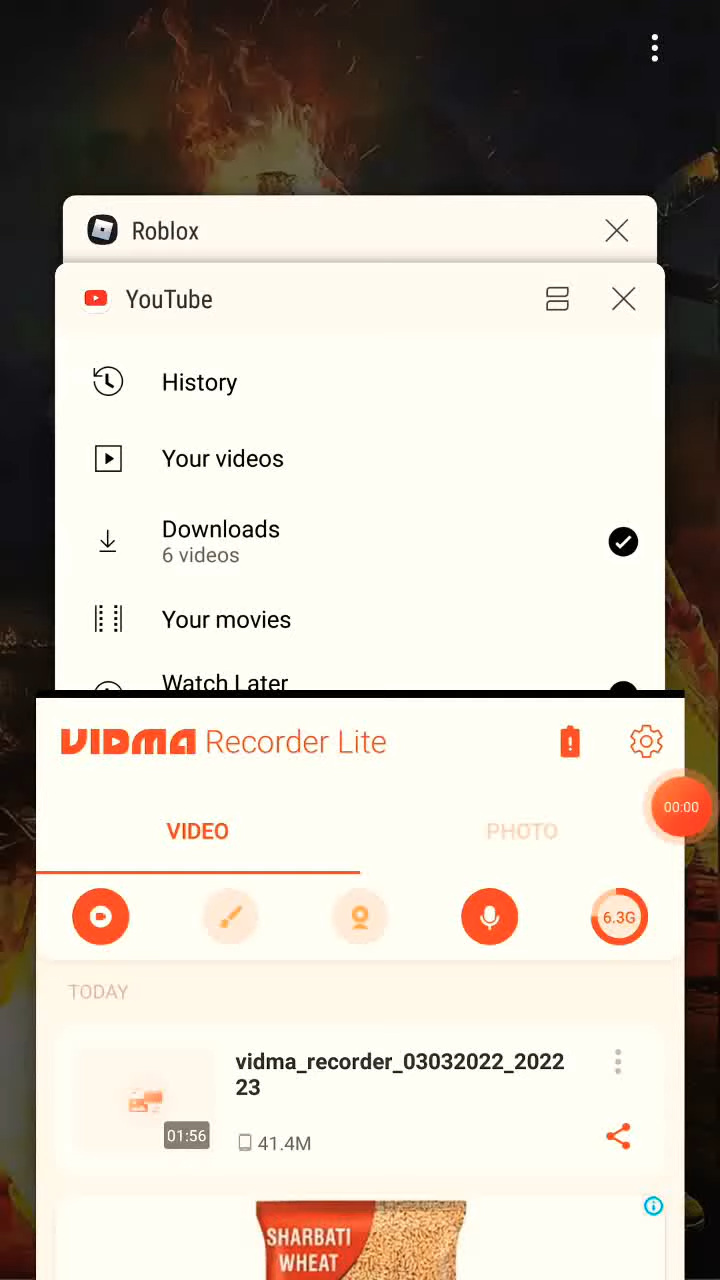 Roblox
YouTube
History
Your videos
Downloads
6 videos
Your movies
Watch Later
VIDMA Recorder Lite
00:00
VIDEO
PHOTO
6.3G
TODAY
vidma_recorder_03032022_2022
23
01:56
41.4M
SHARBATI
WHEAT